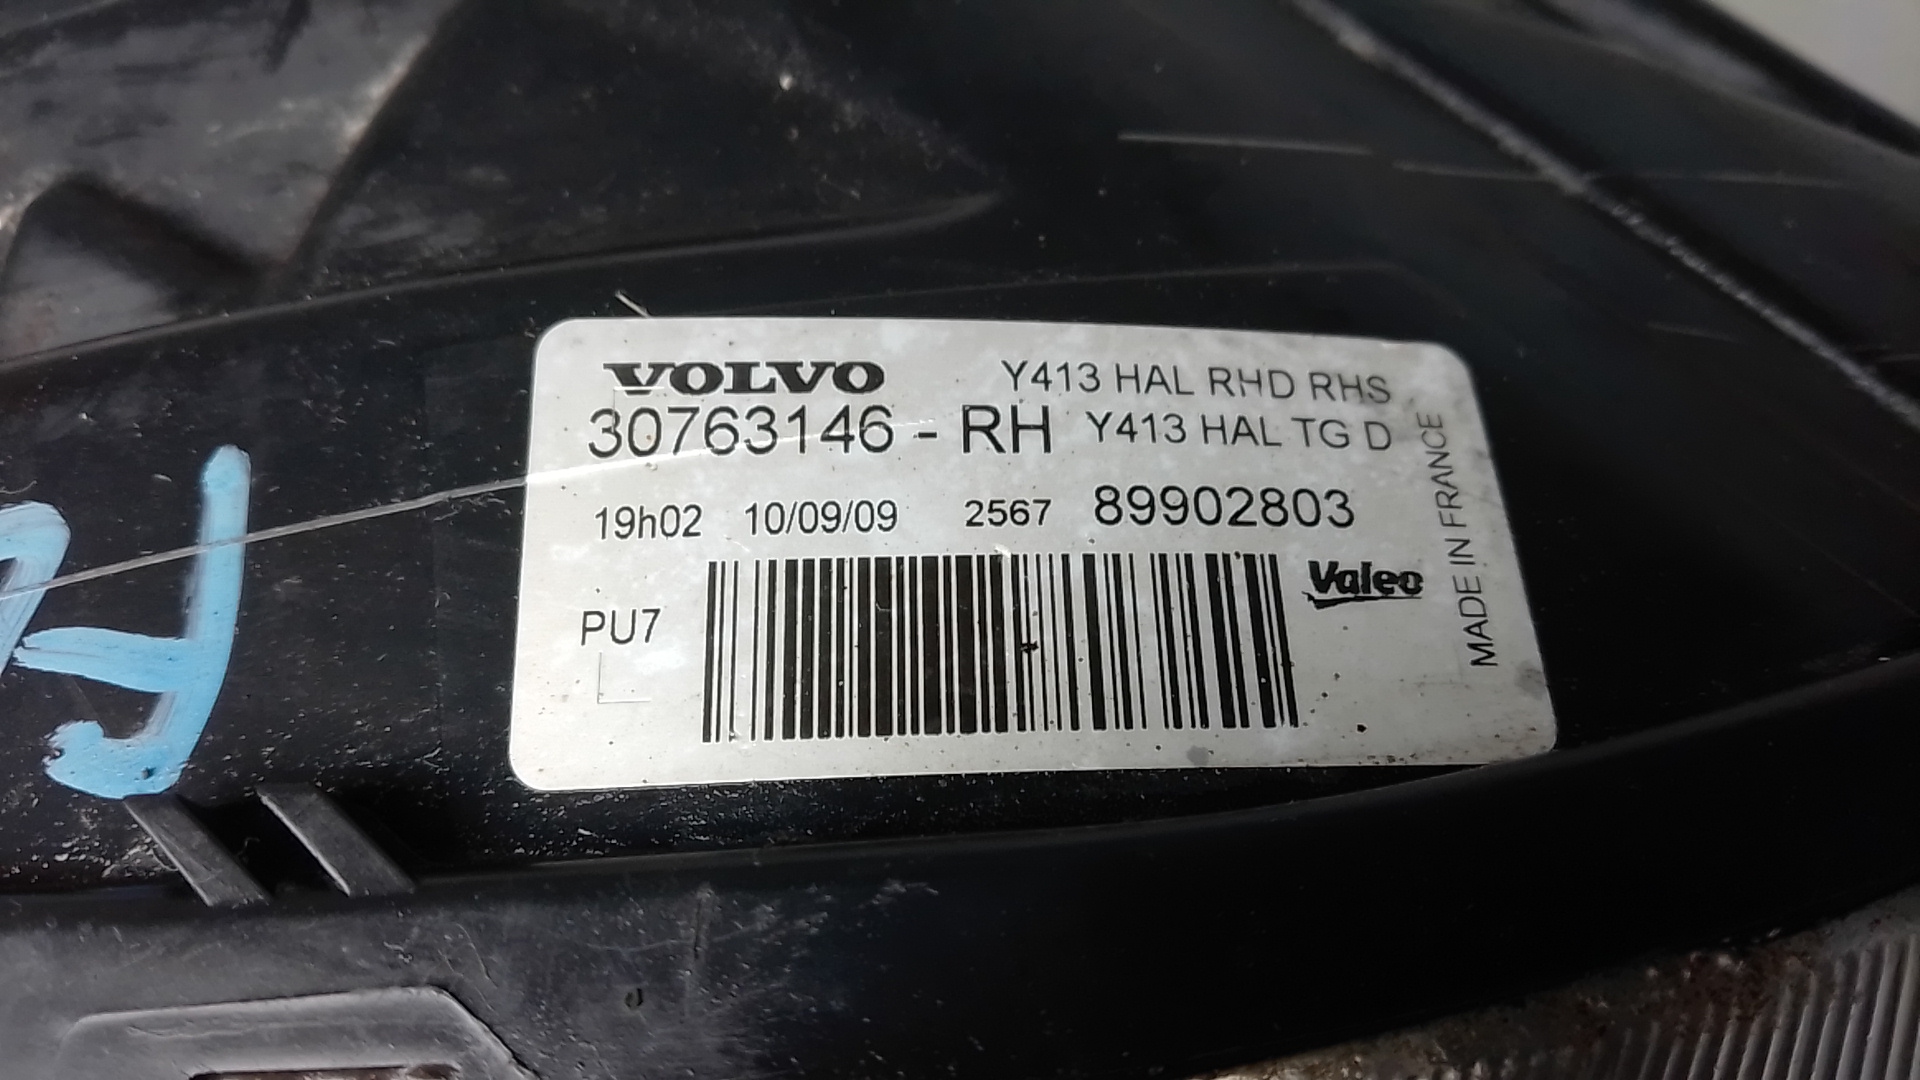 VOLVO Y413 HAL RHD RHS
30763146 - RH Y413 HAL TG D
19h02 10/09/09 2567 89902803
PU7
Valeo
MADE IN FRANCE